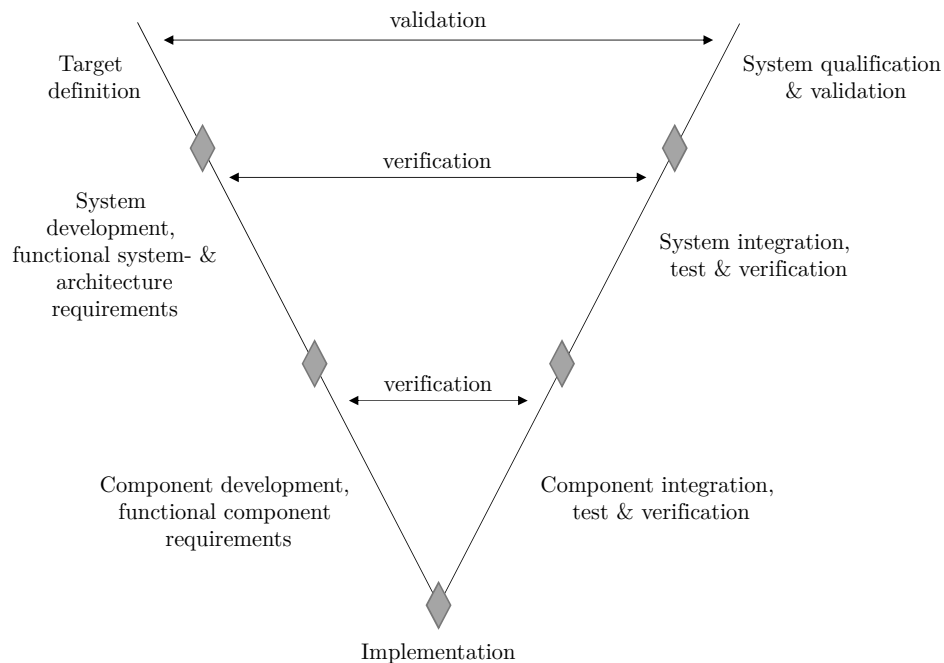 validation
Target
definition
System qualification
& validation
verification
System
development,
functional system- &
architecture
requirements
System integration,
test & verification
verification
Component development,
functional component
requirements
Component integration,
test & verification
Implementation